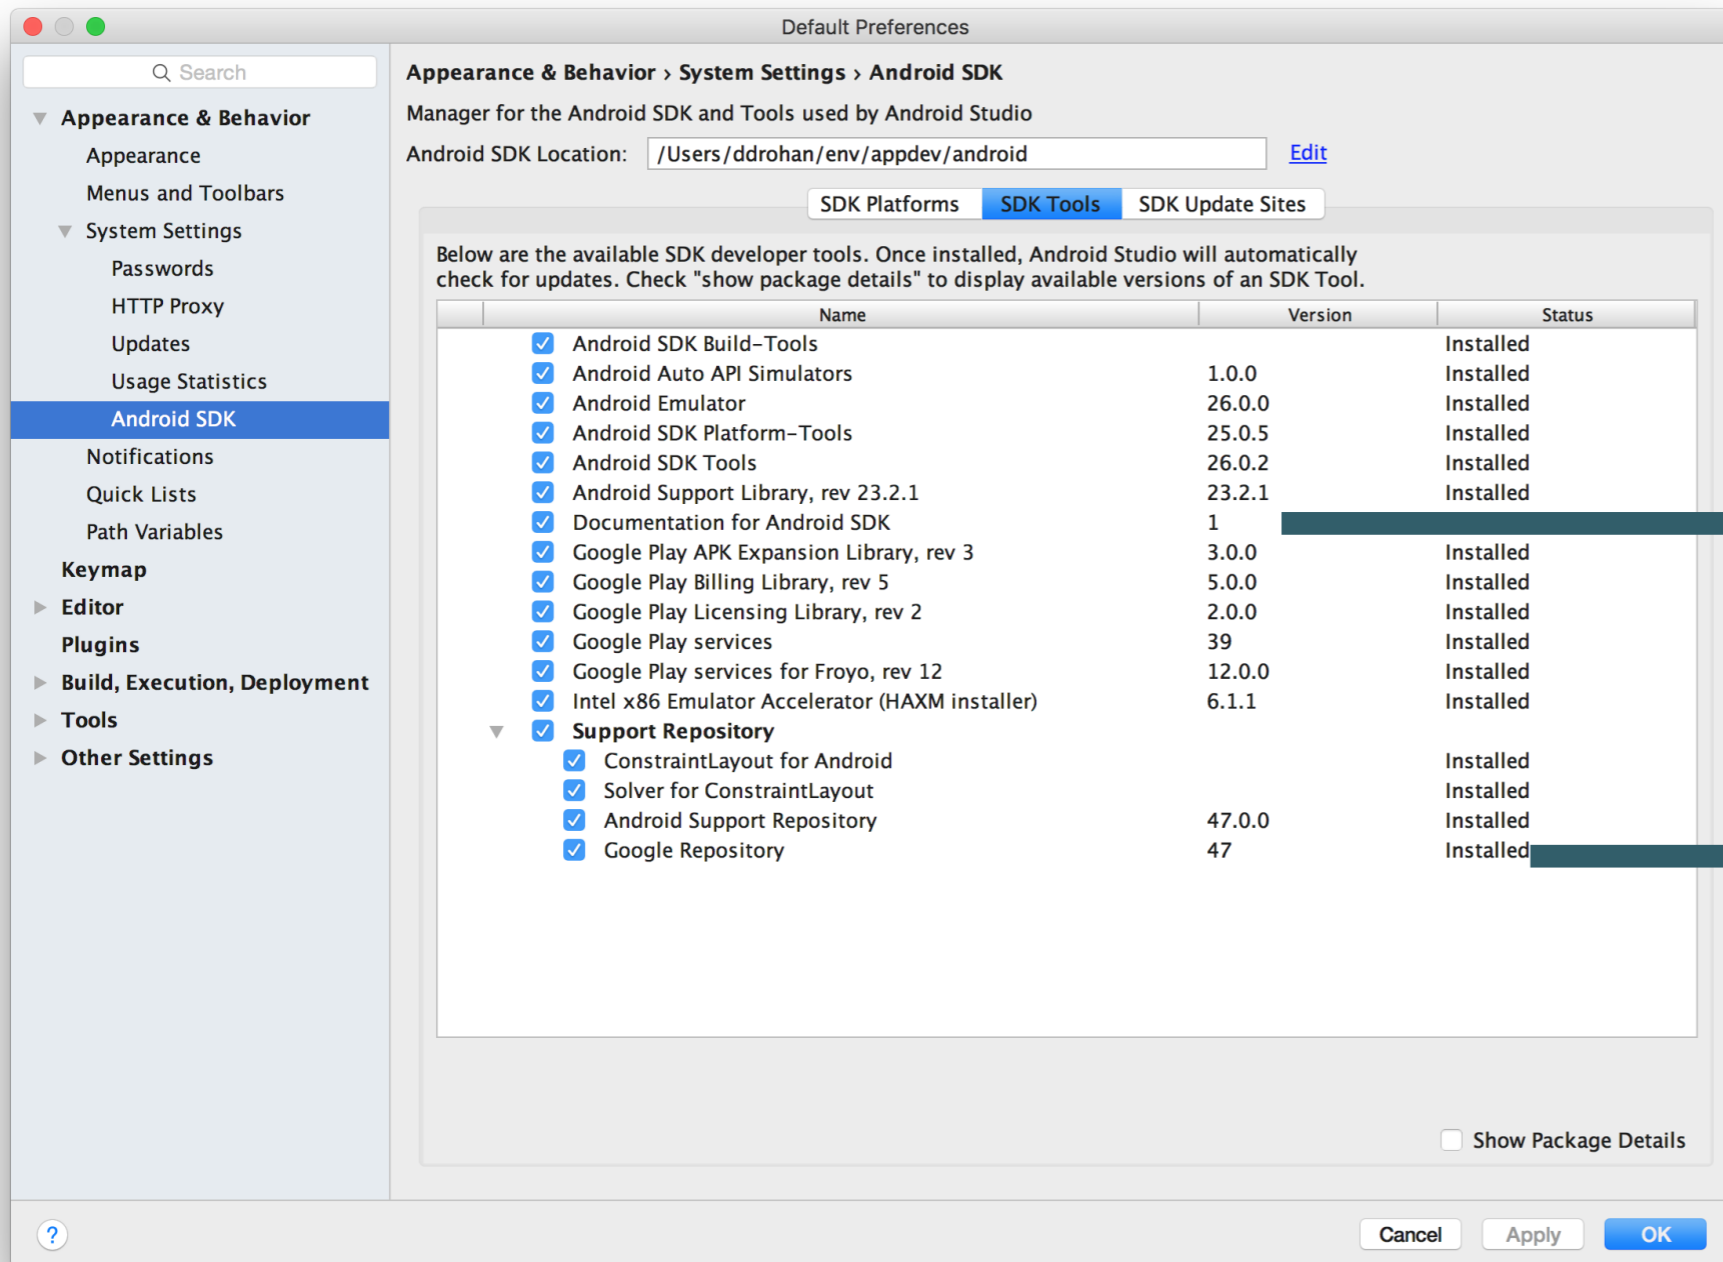 Default Preferences
Search
Appearance & Behavior
Appearance
Menus and Toolbars
System Settings
Passwords
HTTP Proxy
Updates
Usage Statistics
Android SDK
Notifications
Quick Lists
Path Variables
Keymap
Editor
Plugins
Build, Execution, Deployment
Tools
Other Settings
Appearance & Behavior › System Settings › Android SDK
Manager for the Android SDK and Tools used by Android Studio
Android SDK Location: /Users/ddrohan/env/appdev/android Edit
SDK Platforms SDK Tools SDK Update Sites
Below are the available SDK developer tools. Once installed, Android Studio will automatically
check for updates. Check "show package details" to display available versions of an SDK Tool.
Name Version Status
Android SDK Build-Tools Installed
Android Auto API Simulators 1.0.0 Installed
Android Emulator 26.0.0 Installed
Android SDK Platform-Tools 25.0.5 Installed
Android SDK Tools 26.0.2 Installed
Android Support Library, rev 23.2.1 23.2.1 Installed
Documentation for Android SDK 1
Google Play APK Expansion Library, rev 3 3.0.0 Installed
Google Play Billing Library, rev 5 5.0.0 Installed
Google Play Licensing Library, rev 2 2.0.0 Installed
Google Play services 39 Installed
Google Play services for Froyo, rev 12 12.0.0 Installed
Intel x86 Emulator Accelerator (HAXM installer) 6.1.1 Installed
Support Repository
ConstraintLayout for Android Installed
Solver for ConstraintLayout Installed
Android Support Repository 47.0.0 Installed
Google Repository 47 Installed
Show Package Details
? Cancel Apply OK